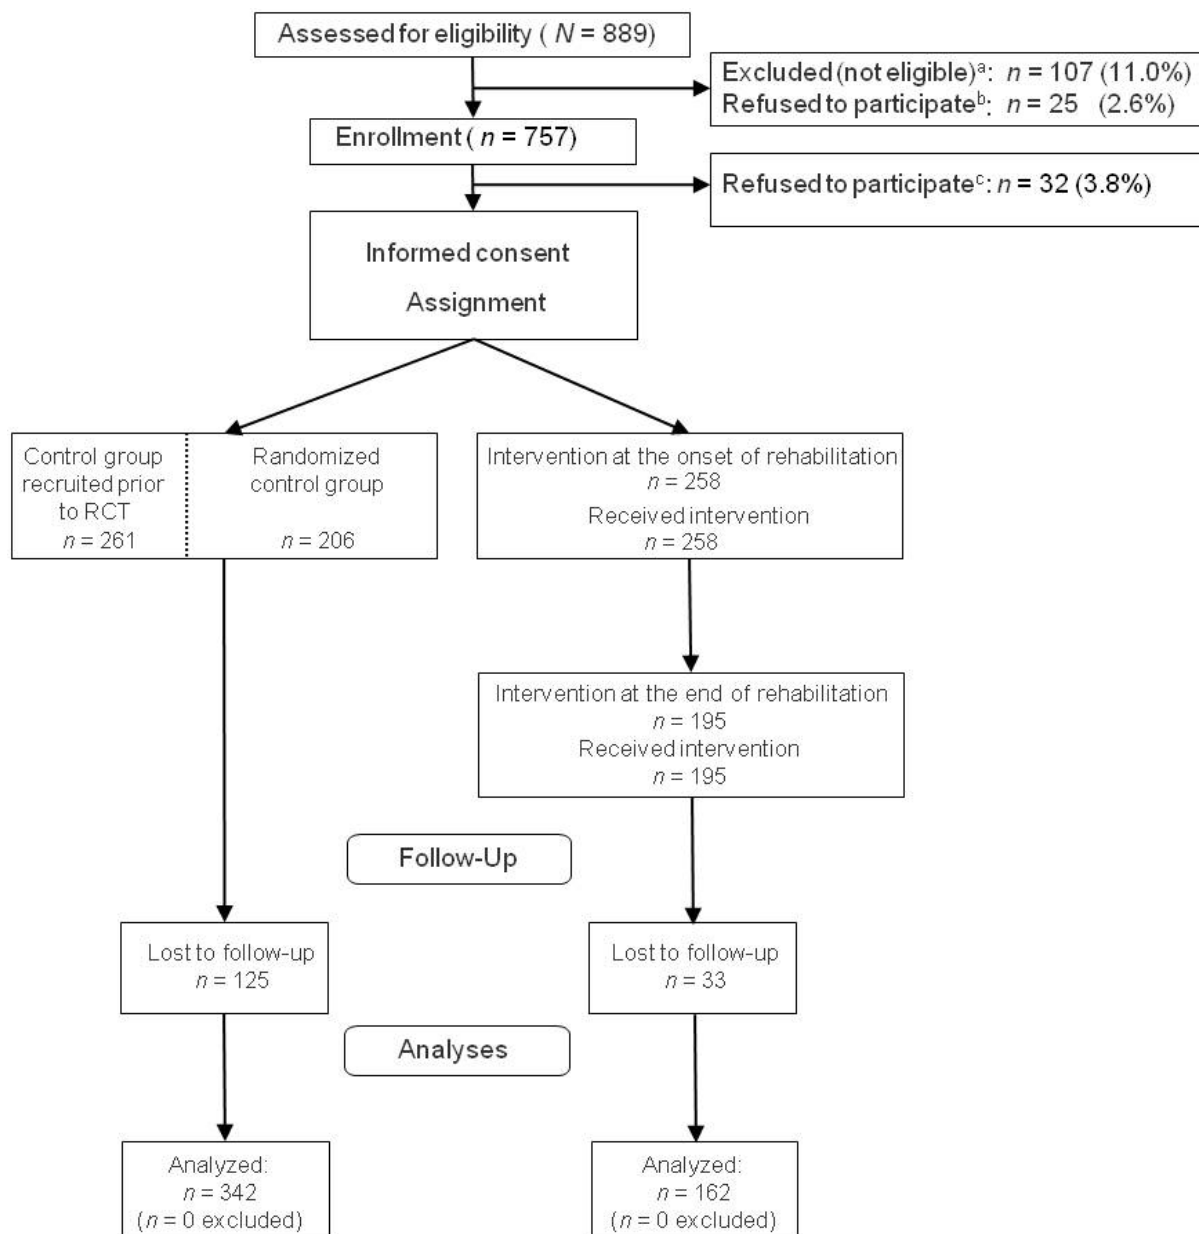 Assessed for eligibility ( N = 889)
Excluded (not eligible)ᵃ: n = 107 (11.0%)
Refused to participateᵇ: n = 25 (2.6%)
Enrollment ( n = 757)
Refused to participateᶜ: n = 32 (3.8%)
Informed consent
Assignment
Control group
recruited prior
to RCT
n = 261
Randomized
control group
n = 206
Intervention at the onset of rehabilitation
n = 258
Received intervention
n = 258
Intervention at the end of rehabilitation
n = 195
Received intervention
n = 195
Follow-Up
Lost to follow-up
n = 125
Lost to follow-up
n = 33
Analyses
Analyzed:
n = 342
(n = 0 excluded)
Analyzed:
n = 162
(n = 0 excluded)